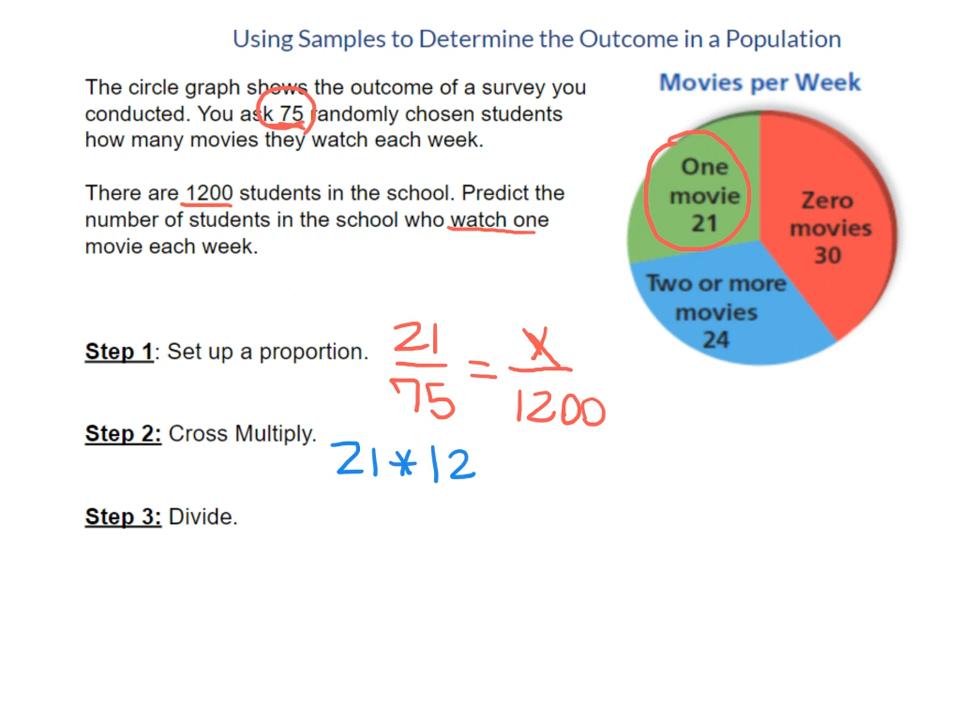 Using Samples to Determine the Outcome in a Population
The circle graph shows the outcome of a survey you
conducted. You ask 75 randomly chosen students
how many movies they watch each week.
There are 1200 students in the school. Predict the
number of students in the school who watch one
movie each week.
Movies per Week
One
movie
21
Zero
movies
30
Two or more
movies
24
Step 1: Set up a proportion.
21/75 = x/1200
Step 2: Cross Multiply.
21 * 12
Step 3: Divide.